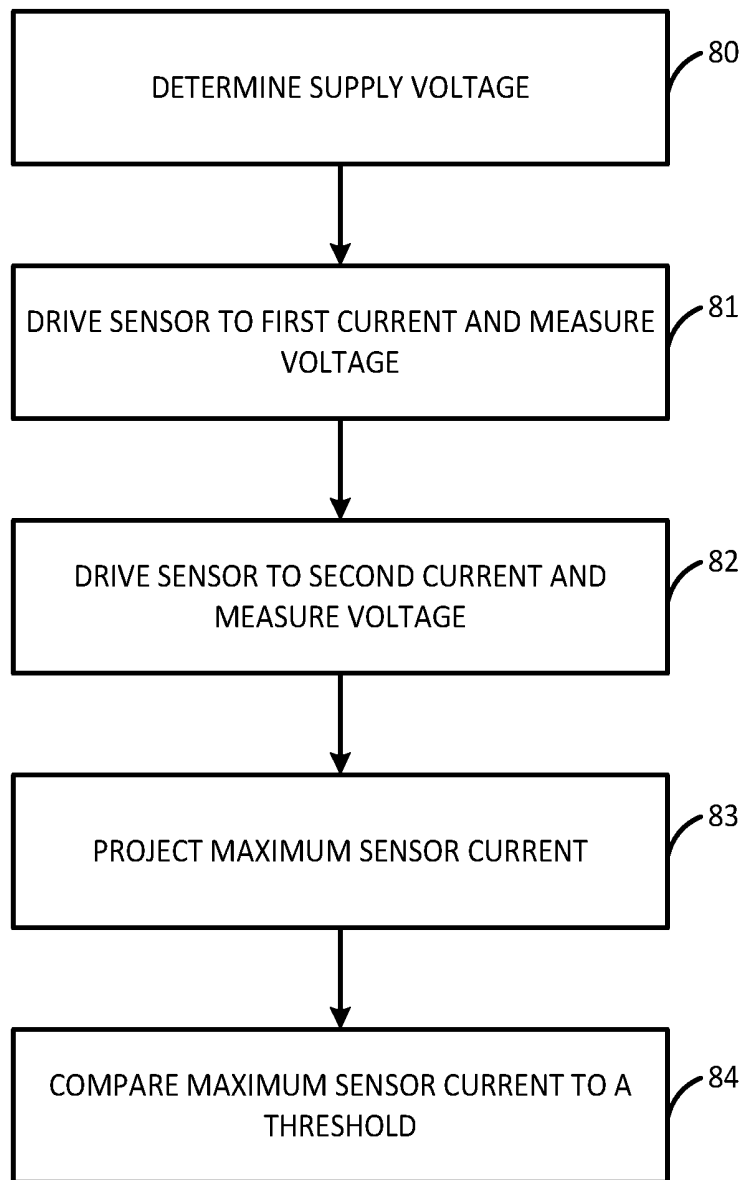 DETERMINE SUPPLY VOLTAGE
80
DRIVE SENSOR TO FIRST CURRENT AND MEASURE
VOLTAGE
81
DRIVE SENSOR TO SECOND CURRENT AND
MEASURE VOLTAGE
82
PROJECT MAXIMUM SENSOR CURRENT
83
COMPARE MAXIMUM SENSOR CURRENT TO A
THRESHOLD
84